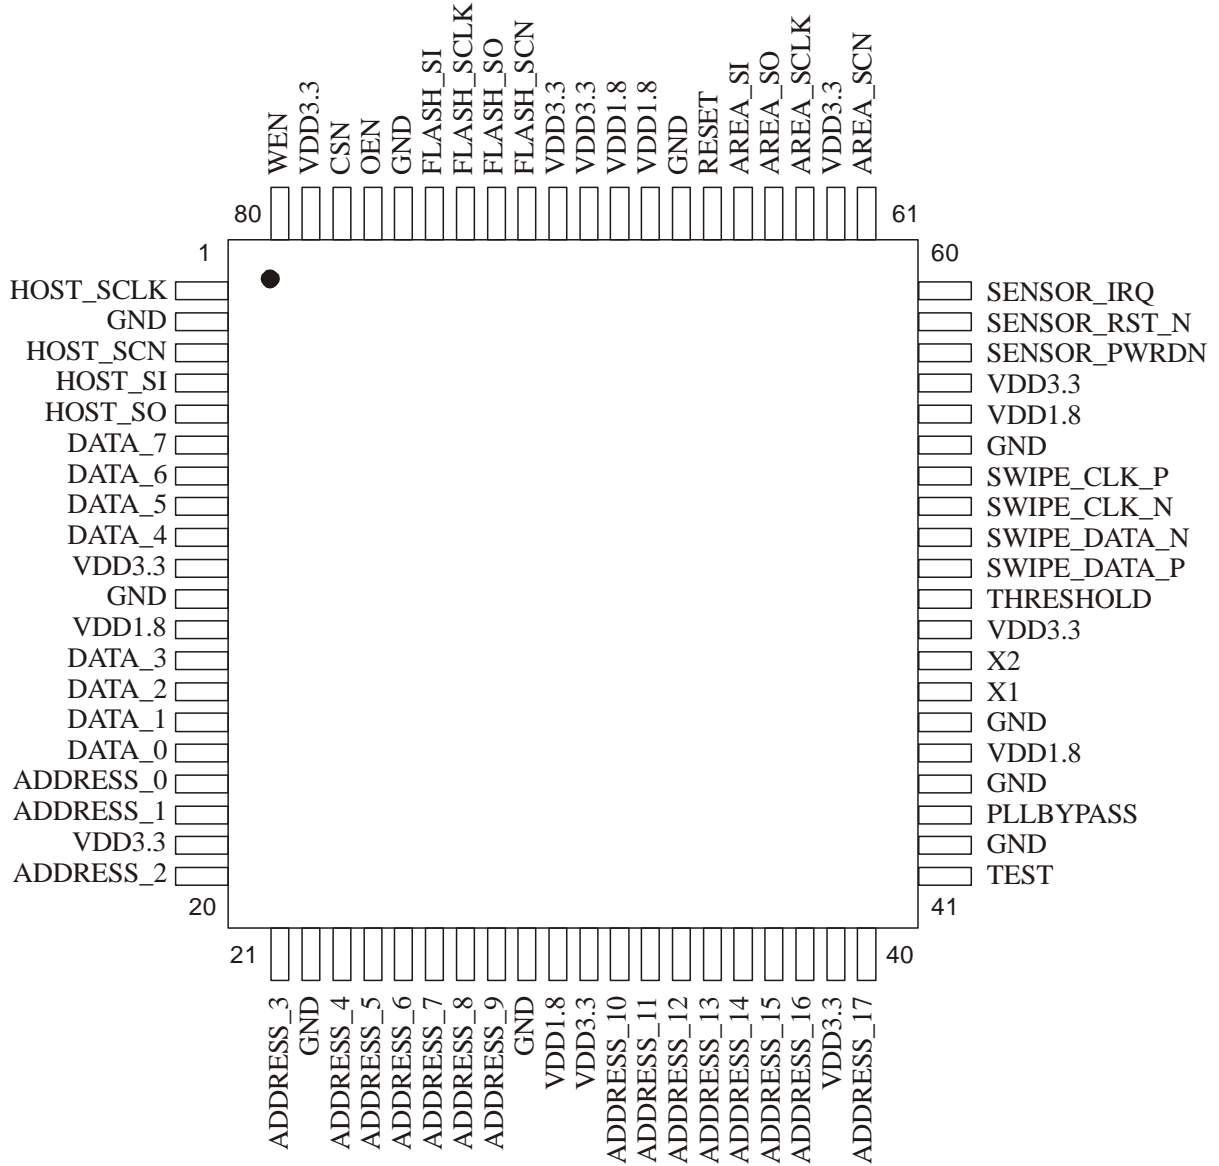 WEN
VDD3.3
CSN
OEN
GND
FLASH_SI
FLASH_SCLK
FLASH_SO
FLASH_SCN
VDD3.3
VDD3.3
VDD1.8
VDD1.8
GND
RESET
AREA_SI
AREA_SO
AREA_SCLK
VDD3.3
AREA_SCN
80
61
1
60
HOST_SCLK
GND
HOST_SCN
HOST_SI
HOST_SO
DATA_7
DATA_6
DATA_5
DATA_4
VDD3.3
GND
VDD1.8
DATA_3
DATA_2
DATA_1
DATA_0
ADDRESS_0
ADDRESS_1
VDD3.3
ADDRESS_2
SENSOR_IRQ
SENSOR_RST_N
SENSOR_PWRDN
VDD3.3
VDD1.8
GND
SWIPE_CLK_P
SWIPE_CLK_N
SWIPE_DATA_N
SWIPE_DATA_P
THRESHOLD
VDD3.3
X2
X1
GND
VDD1.8
GND
PLLBYPASS
GND
TEST
20
41
21
40
ADDRESS_3
GND
ADDRESS_4
ADDRESS_5
ADDRESS_6
ADDRESS_7
ADDRESS_8
ADDRESS_9
GND
VDD1.8
VDD3.3
ADDRESS_10
ADDRESS_11
ADDRESS_12
ADDRESS_13
ADDRESS_14
ADDRESS_15
ADDRESS_16
VDD3.3
ADDRESS_17